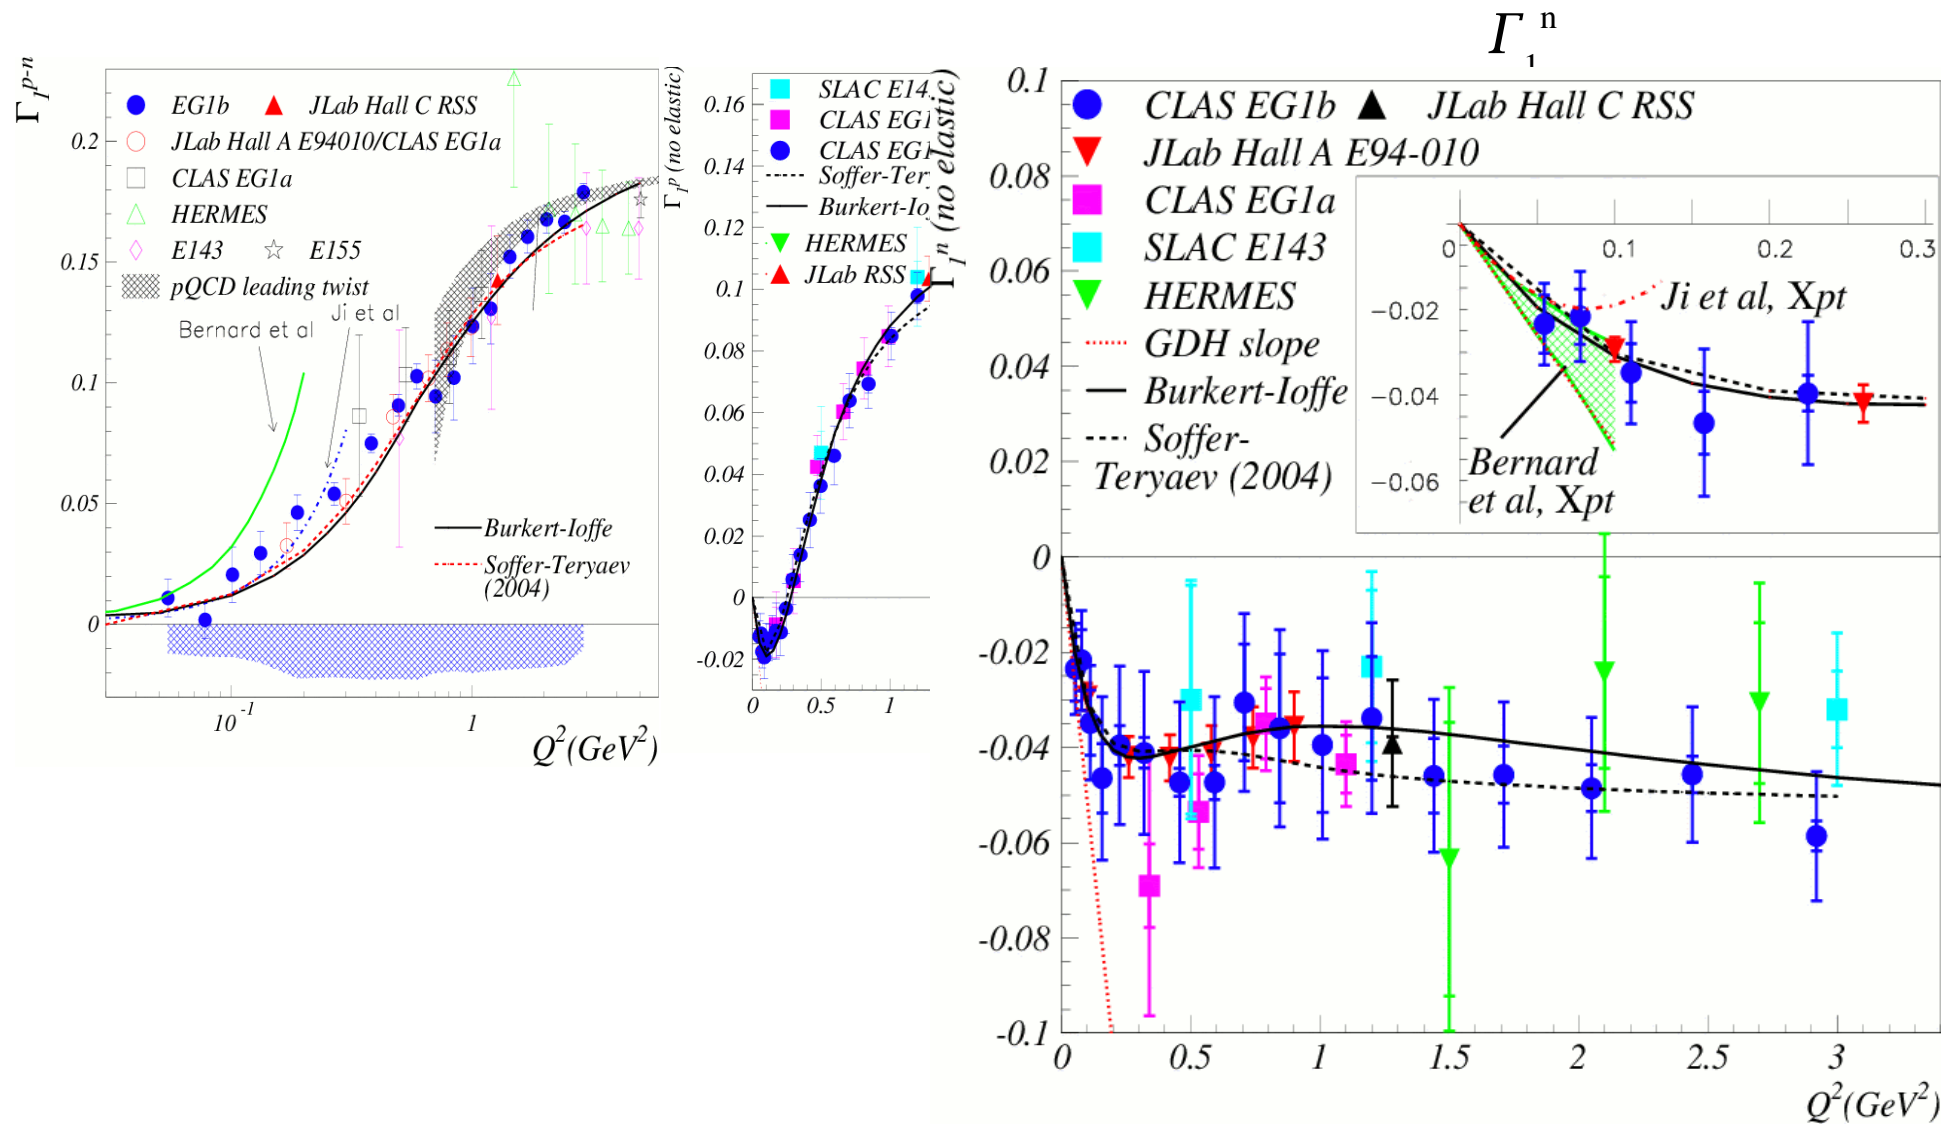 Γ₁ⁿ
Γ₁ᵖ⁻ⁿ
0.2
0.15
0.1
0.05
0
EG1b JLab Hall C RSS
JLab Hall A E94010/CLAS EG1a
CLAS EG1a
HERMES
E143 E155
pQCD leading twist
Bernard et al
Ji et al
Burkert-Ioffe
Soffer-Teryaev
(2004)
10⁻¹ 1
Q²(GeV²)
Γ₁ᵖ (no elastic)
0.16
0.14
0.12
0.1
0.08
0.06
0.04
0.02
0
-0.02
SLAC E14
CLAS EG1
CLAS EG1
Soffer-Ter
Burkert-Io
HERMES
JLab RSS
0 0.5 1
Γ₁ⁿ (no elastic)
0.1
0.08
0.06
0.04
0.02
0
-0.02
-0.04
-0.06
-0.08
-0.1
CLAS EG1b JLab Hall C RSS
JLab Hall A E94-010
CLAS EG1a
SLAC E143
HERMES
GDH slope
Burkert-Ioffe
Soffer-
Teryaev (2004)
0 0.1 0.2 0.3
−0.02
−0.04
−0.06
Ji et al, Xpt
Bernard
et al, Xpt
0 0.5 1 1.5 2 2.5 3
Q²(GeV²)